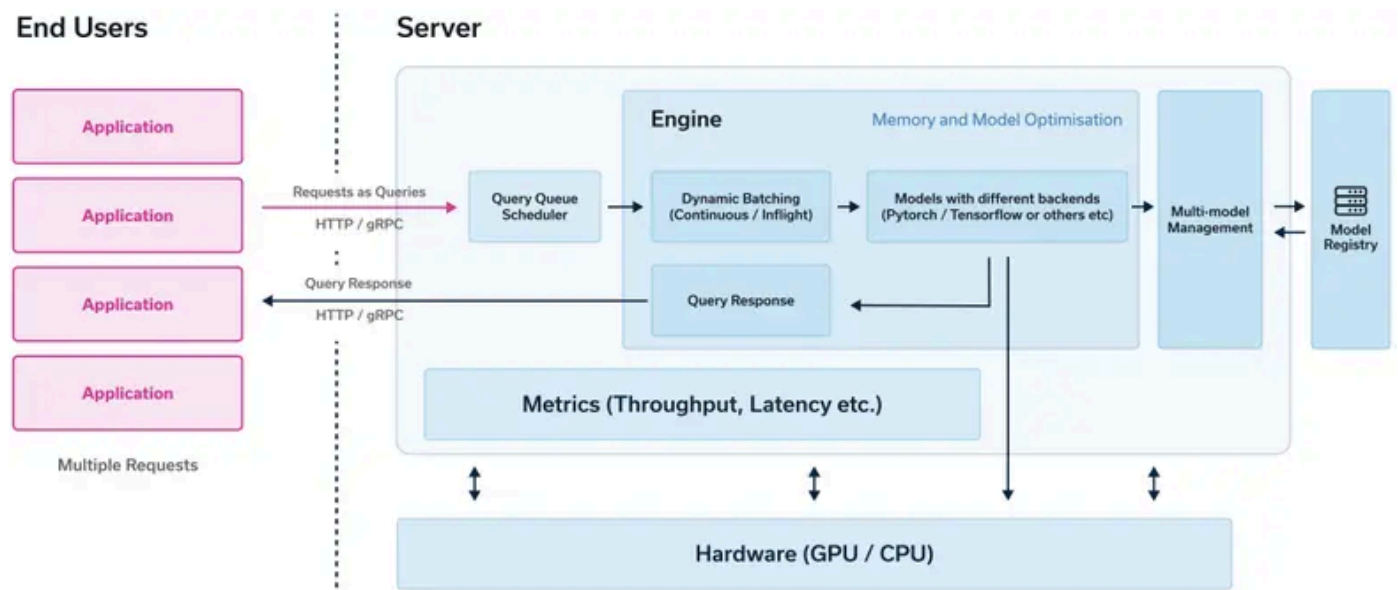 End Users
Server
Application
Application
Application
Application
Multiple Requests
Requests as Queries
HTTP / gRPC
Query Response
HTTP / gRPC
Query Queue
Scheduler
Engine
Memory and Model Optimisation
Dynamic Batching
(Continuous / Inflight)
Models with different backends
(Pytorch / Tensorflow or others etc)
Query Response
Multi-model
Management
Model
Registry
Metrics (Throughput, Latency etc.)
Hardware (GPU / CPU)